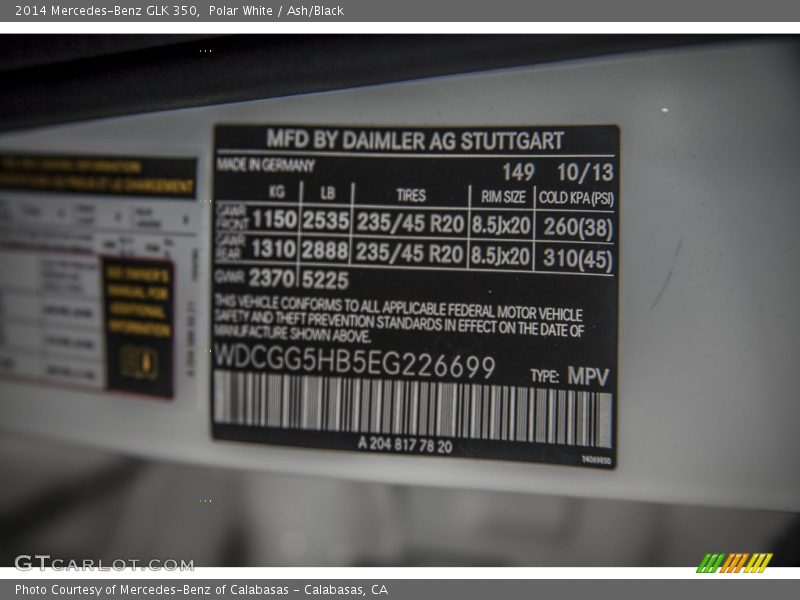 2014 Mercedes-Benz GLK 350,  Polar White / Ash/Black
MFD BY DAIMLER AG STUTTGART
MADE IN GERMANY 149 10/13
KG LB TIRES RIM SIZE COLD KPA(PSI)
GAWR FRONT 1150 2535 235/45 R20 8.5Jx20 260(38)
GAWR REAR 1310 2888 235/45 R20 8.5Jx20 310(45)
GVWR 2370 5225
THIS VEHICLE CONFORMS TO ALL APPLICABLE FEDERAL MOTOR VEHICLE
SAFETY AND THEFT PREVENTION STANDARDS IN EFFECT ON THE DATE OF
MANUFACTURE SHOWN ABOVE.
WDCGG5HB5EG226699 TYPE: MPV
A 204 817 78 20
SEE OWNER'S
MANUAL FOR
ADDITIONAL
INFORMATION
GTCARLOT.COM
Photo Courtesy of Mercedes-Benz of Calabasas - Calabasas, CA